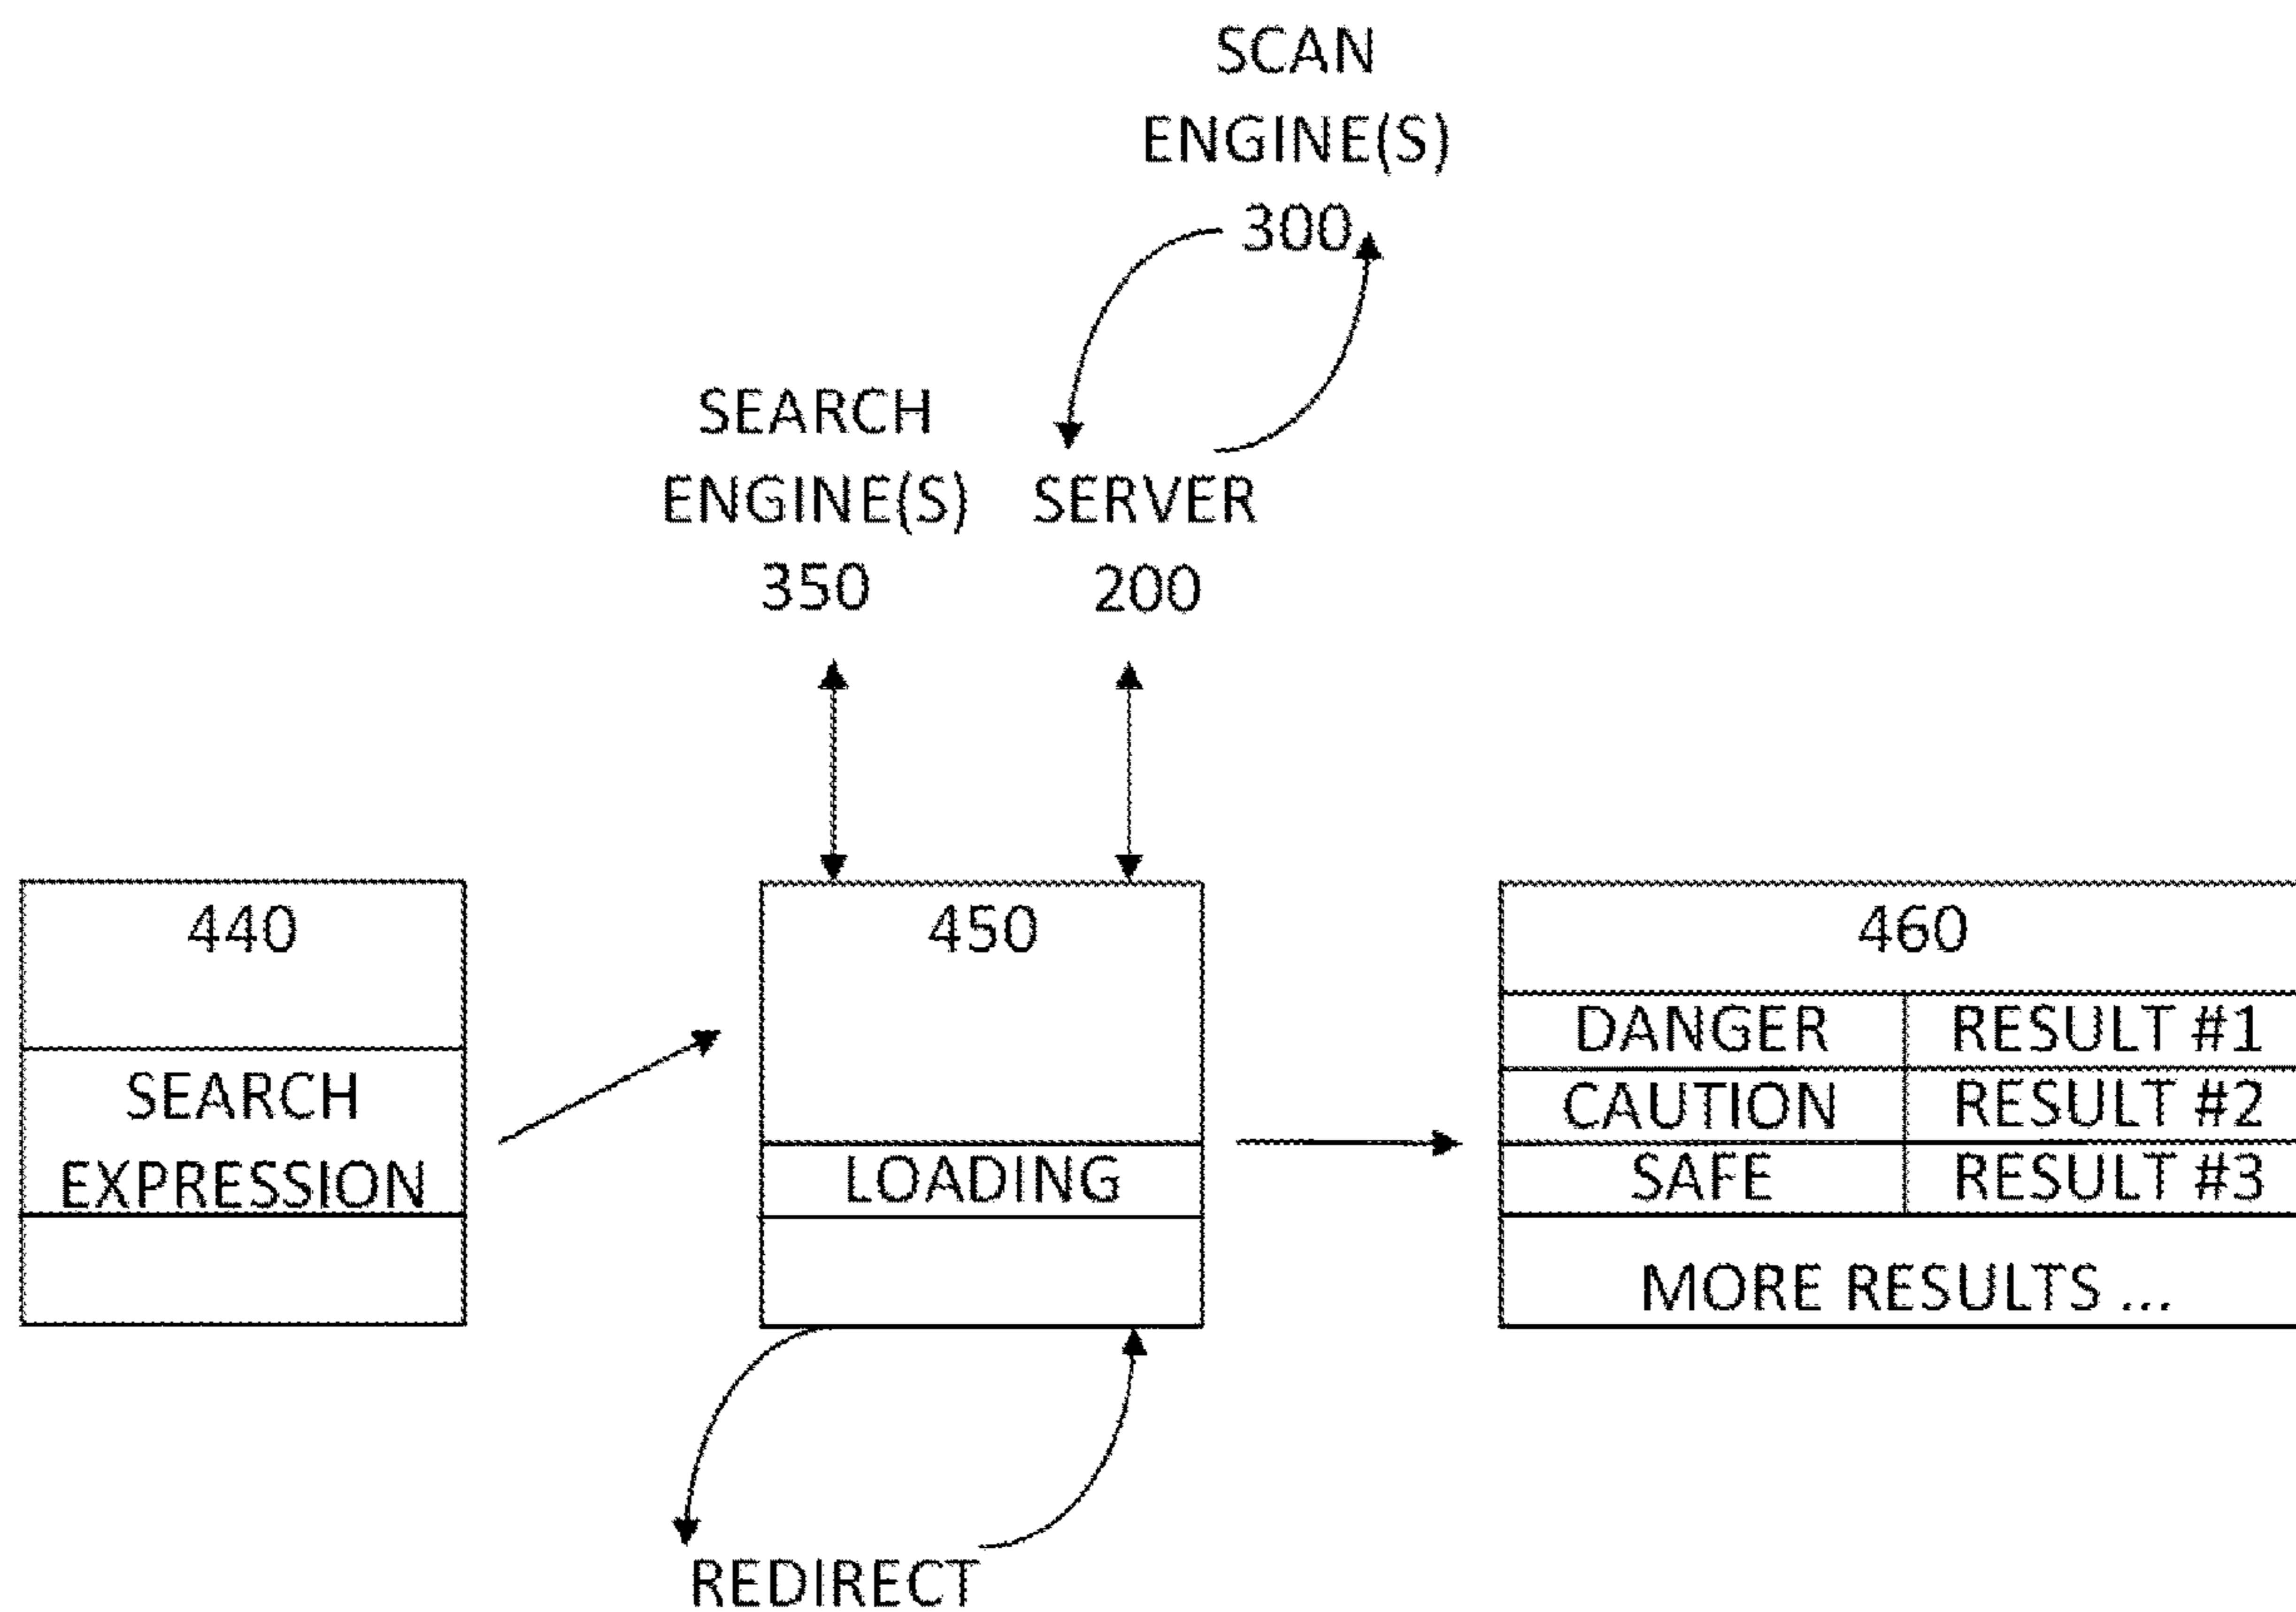 SCAN
ENGINE(S)
300
SEARCH
ENGINE(S)
350
SERVER
200
440
SEARCH
EXPRESSION
450
LOADING
460
DANGER RESULT #1
CAUTION RESULT #2
SAFE RESULT #3
MORE RESULTS ...
REDIRECT